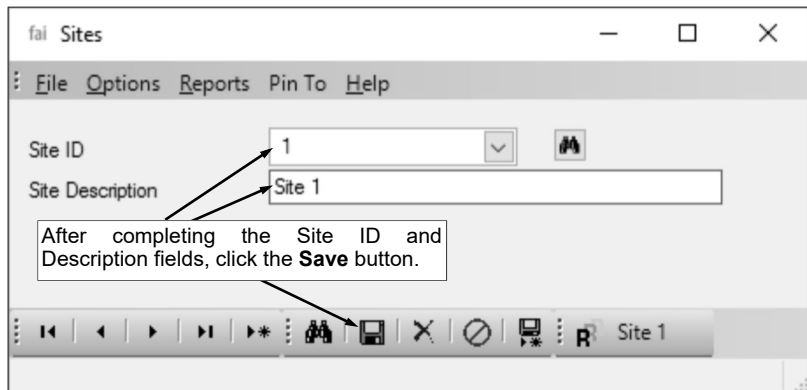 fai Sites
File Options Reports Pin To Help
Site ID
1
Site Description
Site 1
After completing the Site ID and
Description fields, click the Save button.
R Site 1